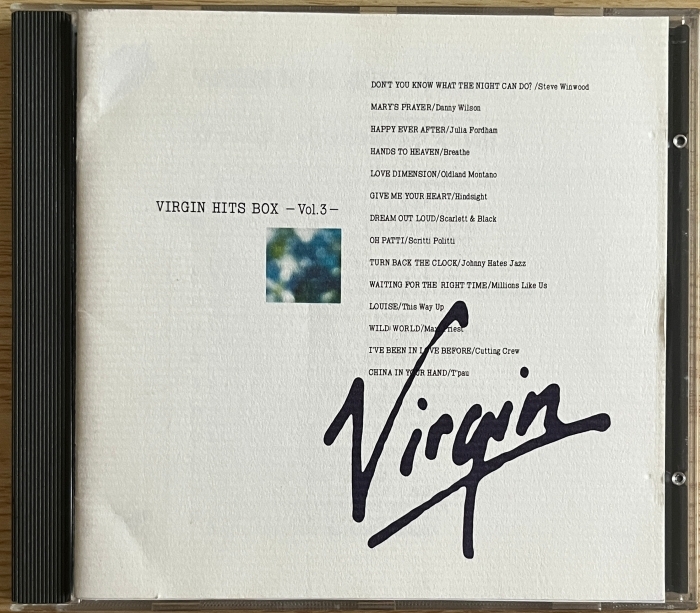 DON'T YOU KNOW WHAT THE NIGHT CAN DO? /Steve Winwood
MARY'S PRAYER/Danny Wilson
HAPPY EVER AFTER/Julia Fordham
HANDS TO HEAVEN/Breathe
LOVE DIMENSION/Oldland Montano
GIVE ME YOUR HEART/Hindsight
DREAM OUT LOUD/Scarlett & Black
VIRGIN HITS BOX －Vol.3－
OH PATTI/Scritti Politti
TURN BACK THE CLOCK/Johnny Hates Jazz
WAITING FOR THE RIGHT TIME/Millions Like Us
LOUISE/This Way Up
WILD WORLD/Maxi Priest
I'VE BEEN IN LOVE BEFORE/Cutting Crew
CHINA IN YOUR HAND/T'pau
Virgin